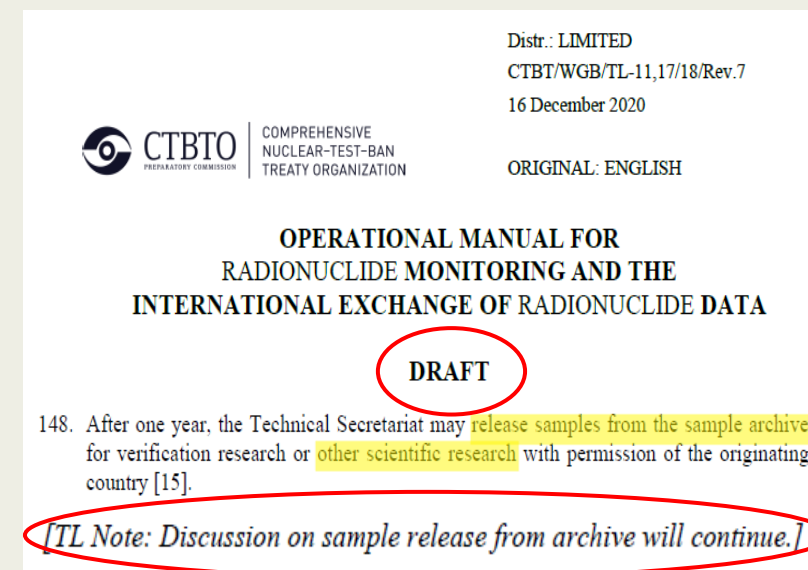 Distr.: LIMITED
CTBT/WGB/TL-11,17/18/Rev.7
16 December 2020
CTBTO
PREPARATORY COMMISSION
COMPREHENSIVE
NUCLEAR-TEST-BAN
TREATY ORGANIZATION
ORIGINAL: ENGLISH
OPERATIONAL MANUAL FOR
RADIONUCLIDE MONITORING AND THE
INTERNATIONAL EXCHANGE OF RADIONUCLIDE DATA
DRAFT
148. After one year, the Technical Secretariat may release samples from the sample archive
for verification research or other scientific research with permission of the originating
country [15].
[TL Note: Discussion on sample release from archive will continue.]